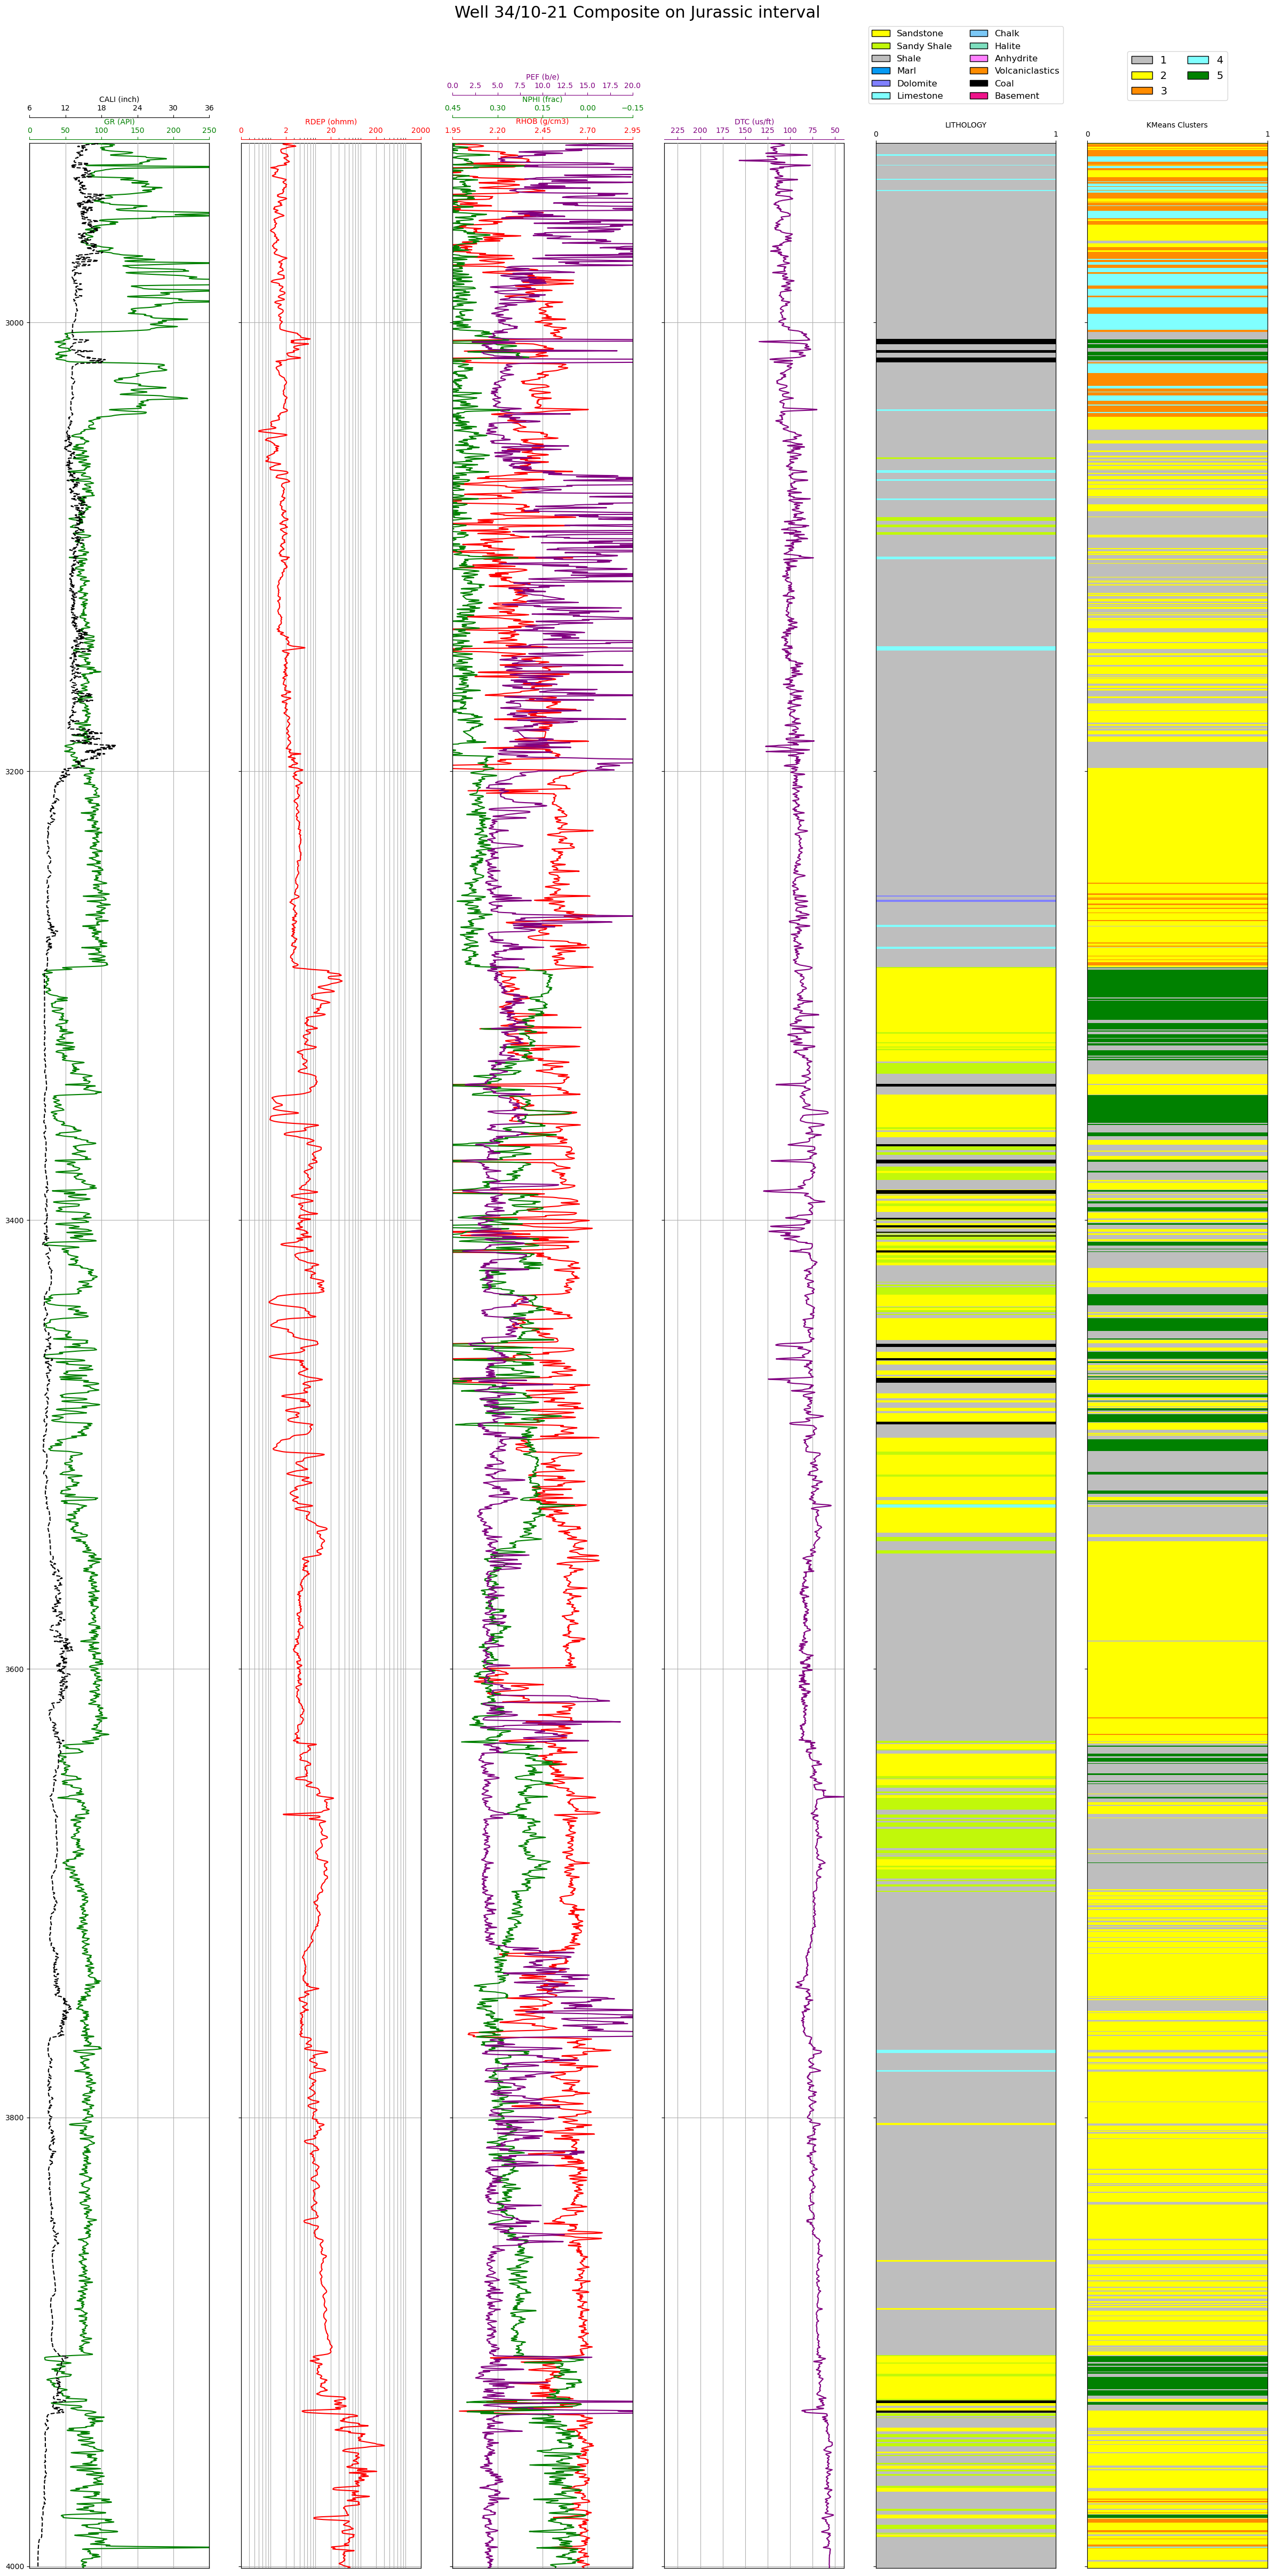 Well 34/10-21 Composite on Jurassic interval
Sandstone Chalk
Sandy Shale Halite
Shale Anhydrite
Marl Volcaniclastics
Dolomite Coal
Limestone Basement
1 4
2 5
3
PEF (b/e)
0.0 2.5 5.0 7.5 10.0 12.5 15.0 17.5 20.0
CALI (inch) NPHI (frac)
6 12 18 24 30 36 0.45 0.30 0.15 0.00 −0.15
GR (API) RDEP (ohmm) RHOB (g/cm3) DTC (us/ft) LITHOLOGY KMeans Clusters
0 50 100 150 200 250 0 2 20 200 2000 1.95 2.20 2.45 2.70 2.95 225 200 175 150 125 100 75 50 0 1 0 1
3000
3200
3400
3600
3800
4000